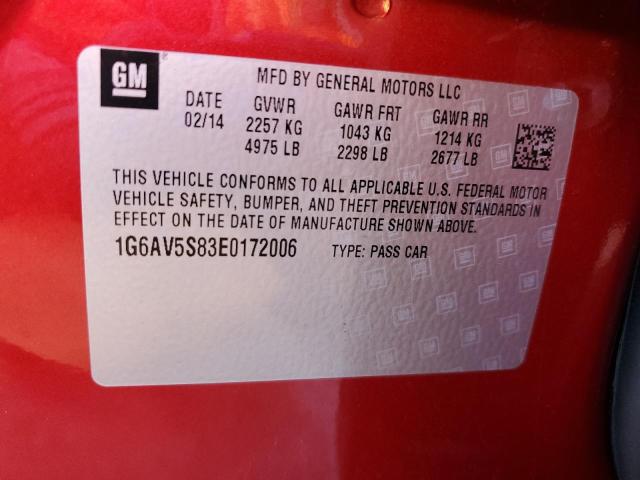 GM
MFD BY GENERAL MOTORS LLC
DATE GVWR GAWR FRT GAWR RR
02/14 2257 KG 1043 KG 1214 KG
4975 LB 2298 LB 2677 LB
THIS VEHICLE CONFORMS TO ALL APPLICABLE U.S. FEDERAL MOTOR
VEHICLE SAFETY, BUMPER, AND THEFT PREVENTION STANDARDS IN
EFFECT ON THE DATE OF MANUFACTURE SHOWN ABOVE.
1G6AV5S83E0172006 TYPE: PASS CAR